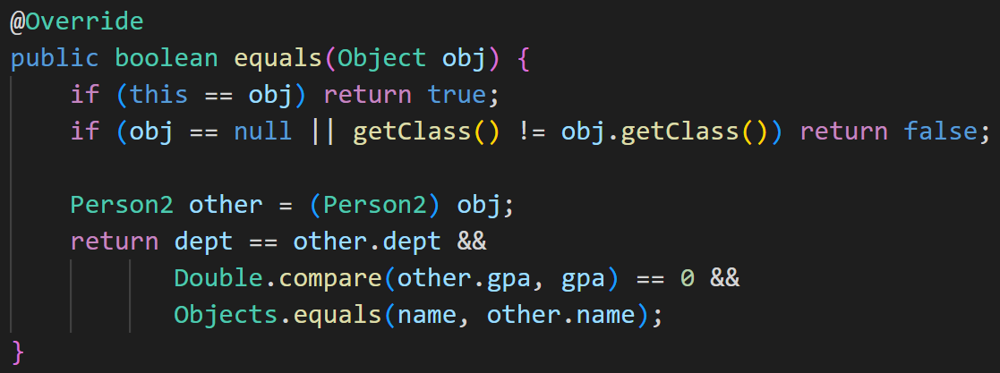 @Override
public boolean equals(Object obj) {
    if (this == obj) return true;
    if (obj == null || getClass() != obj.getClass()) return false;

    Person2 other = (Person2) obj;
    return dept == other.dept &&
           Double.compare(other.gpa, gpa) == 0 &&
           Objects.equals(name, other.name);
}